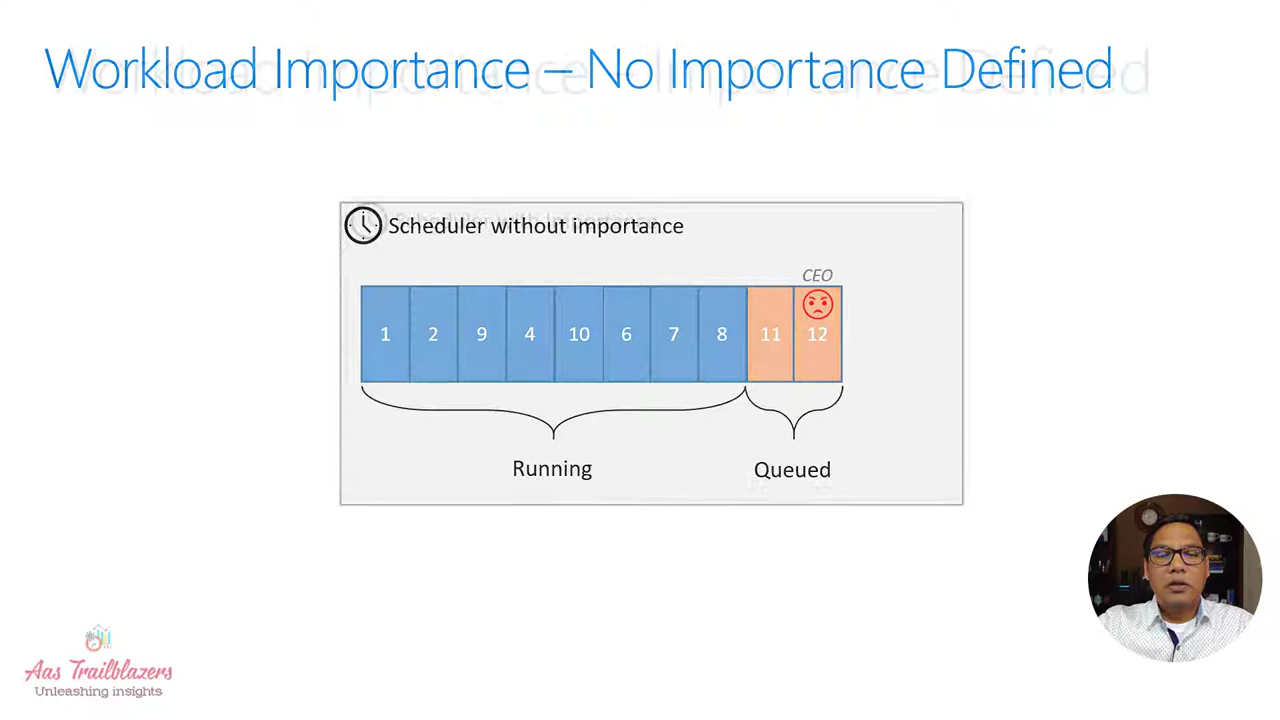 Workload Importance – No Importance Defined
Scheduler without importance
CEO
1 2 9 4 10 6 7 8 11 12
Running Queued
Aas Trailblazers
Unleashing insights